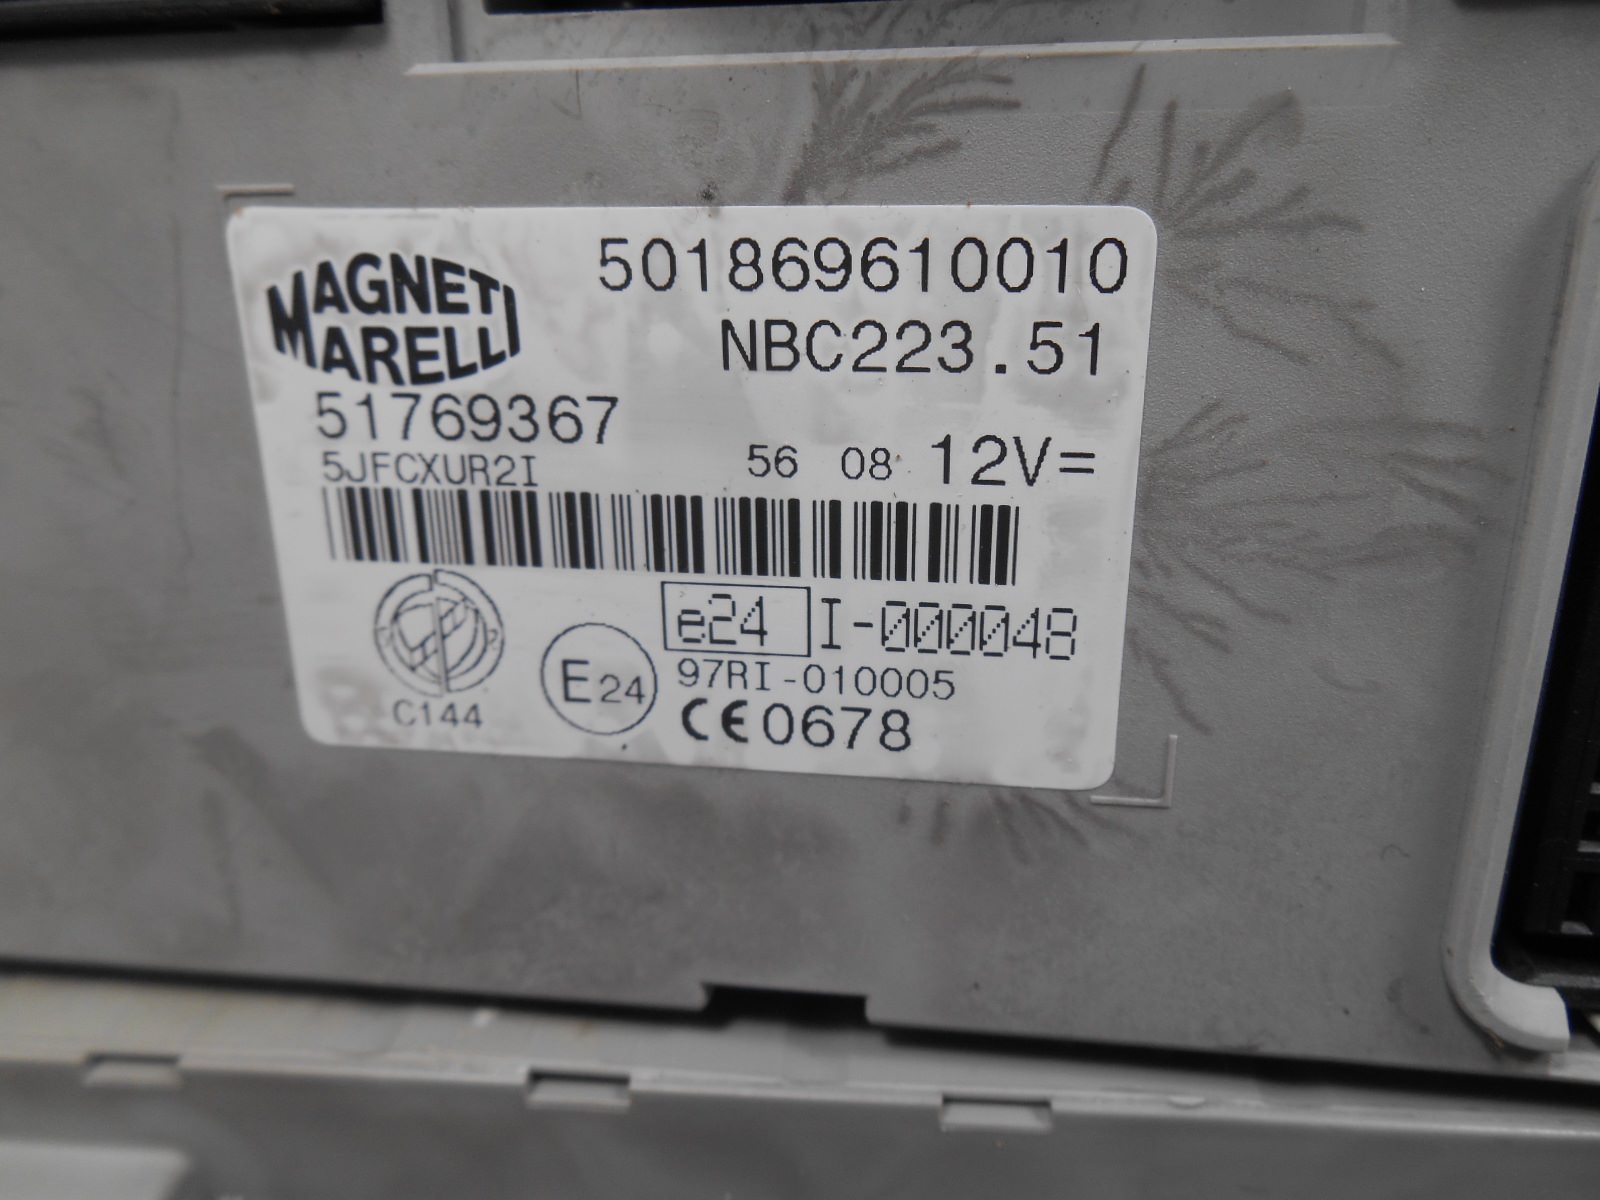 MAGNETI
MARELLI
501869610010
NBC223.51
51769367
5JFCXUR2I
56 08 12V=
e24 I-000048
E24
97RI-010005
C144
CE0678